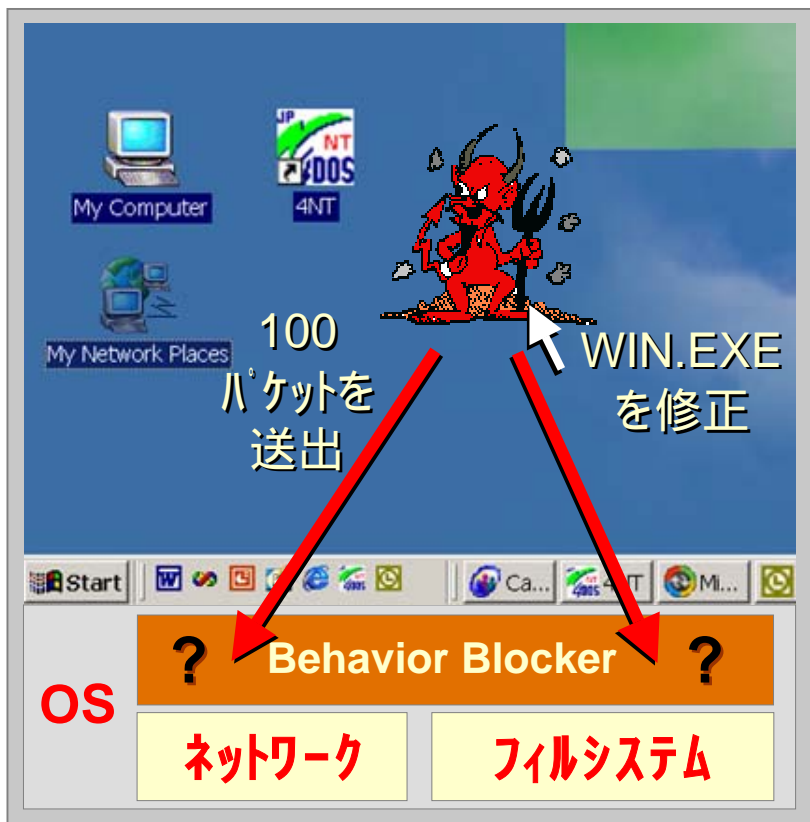 JP
NT
4DOS
My Computer
4NT
My Network Places
100
パケットを
送出
WIN.EXE
を修正
Start
Ca...
Mi...
? Behavior Blocker ?
OS
ネットワーク
フィルシステム